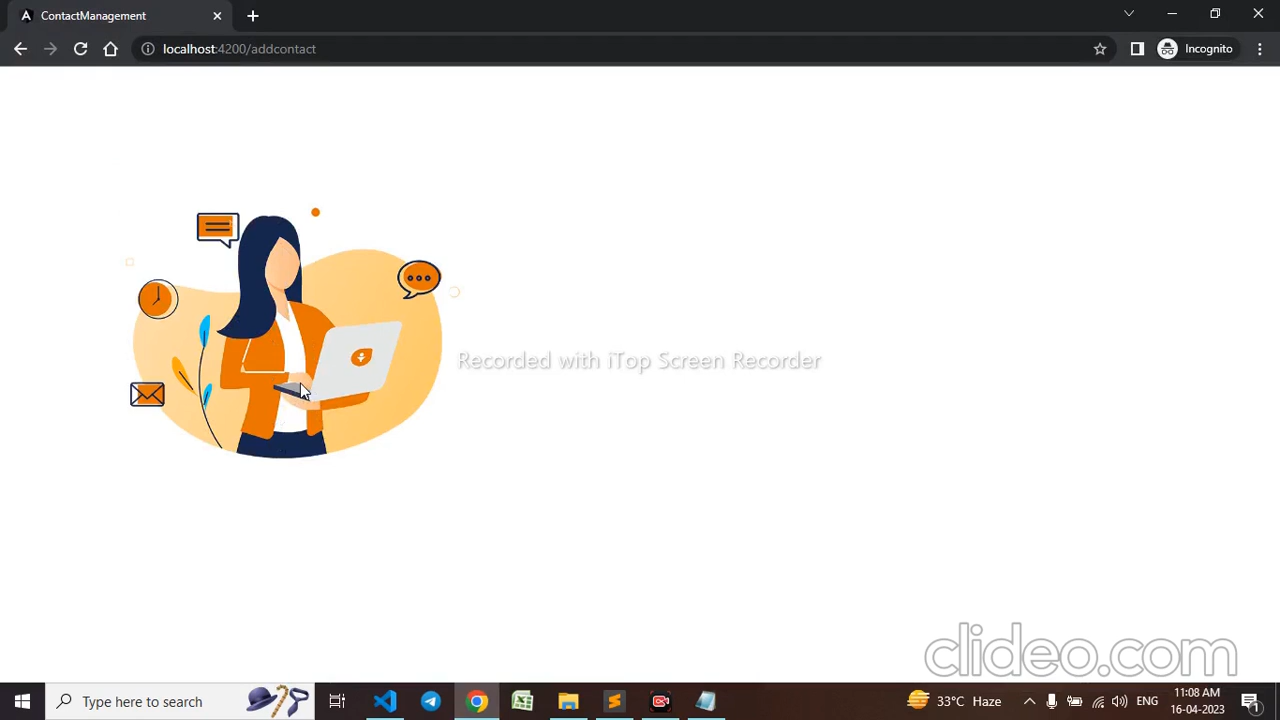 ContactManagement
localhost:4200/addcontact
Incognito
Recorded with iTop Screen Recorder
clideo.com
Type here to search
33°C Haze
ENG
11:08 AM
16-04-2023
1